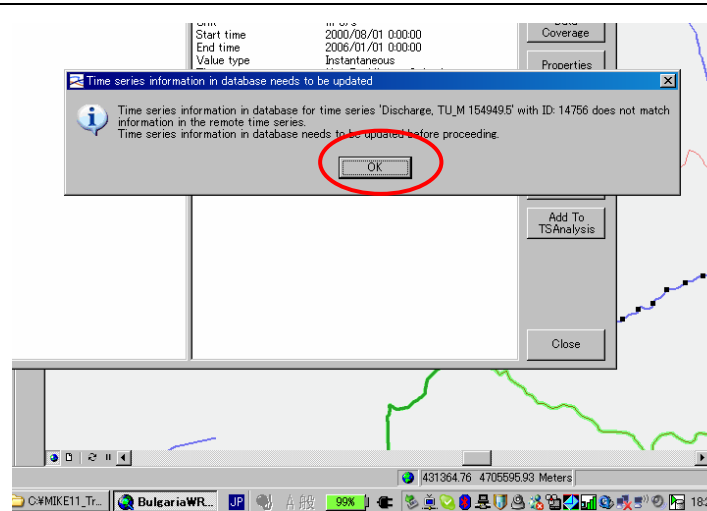 Start time 2000/08/01 0:00:00
End time 2006/01/01 0:00:00
Value type Instantaneous
Coverage
Properties
Time series information in database needs to be updated
Time series information in database for time series 'Discharge, TU_M 154949.5' with ID: 14756 does not match
information in the remote time series.
Time series information in database needs to be updated before proceeding.
OK
Add To
TSAnalysis
Close
431364.76 4705595.93 Meters
C:¥MIKE11_Tr...
Bulgaria¥R...
JP
A 般
99%